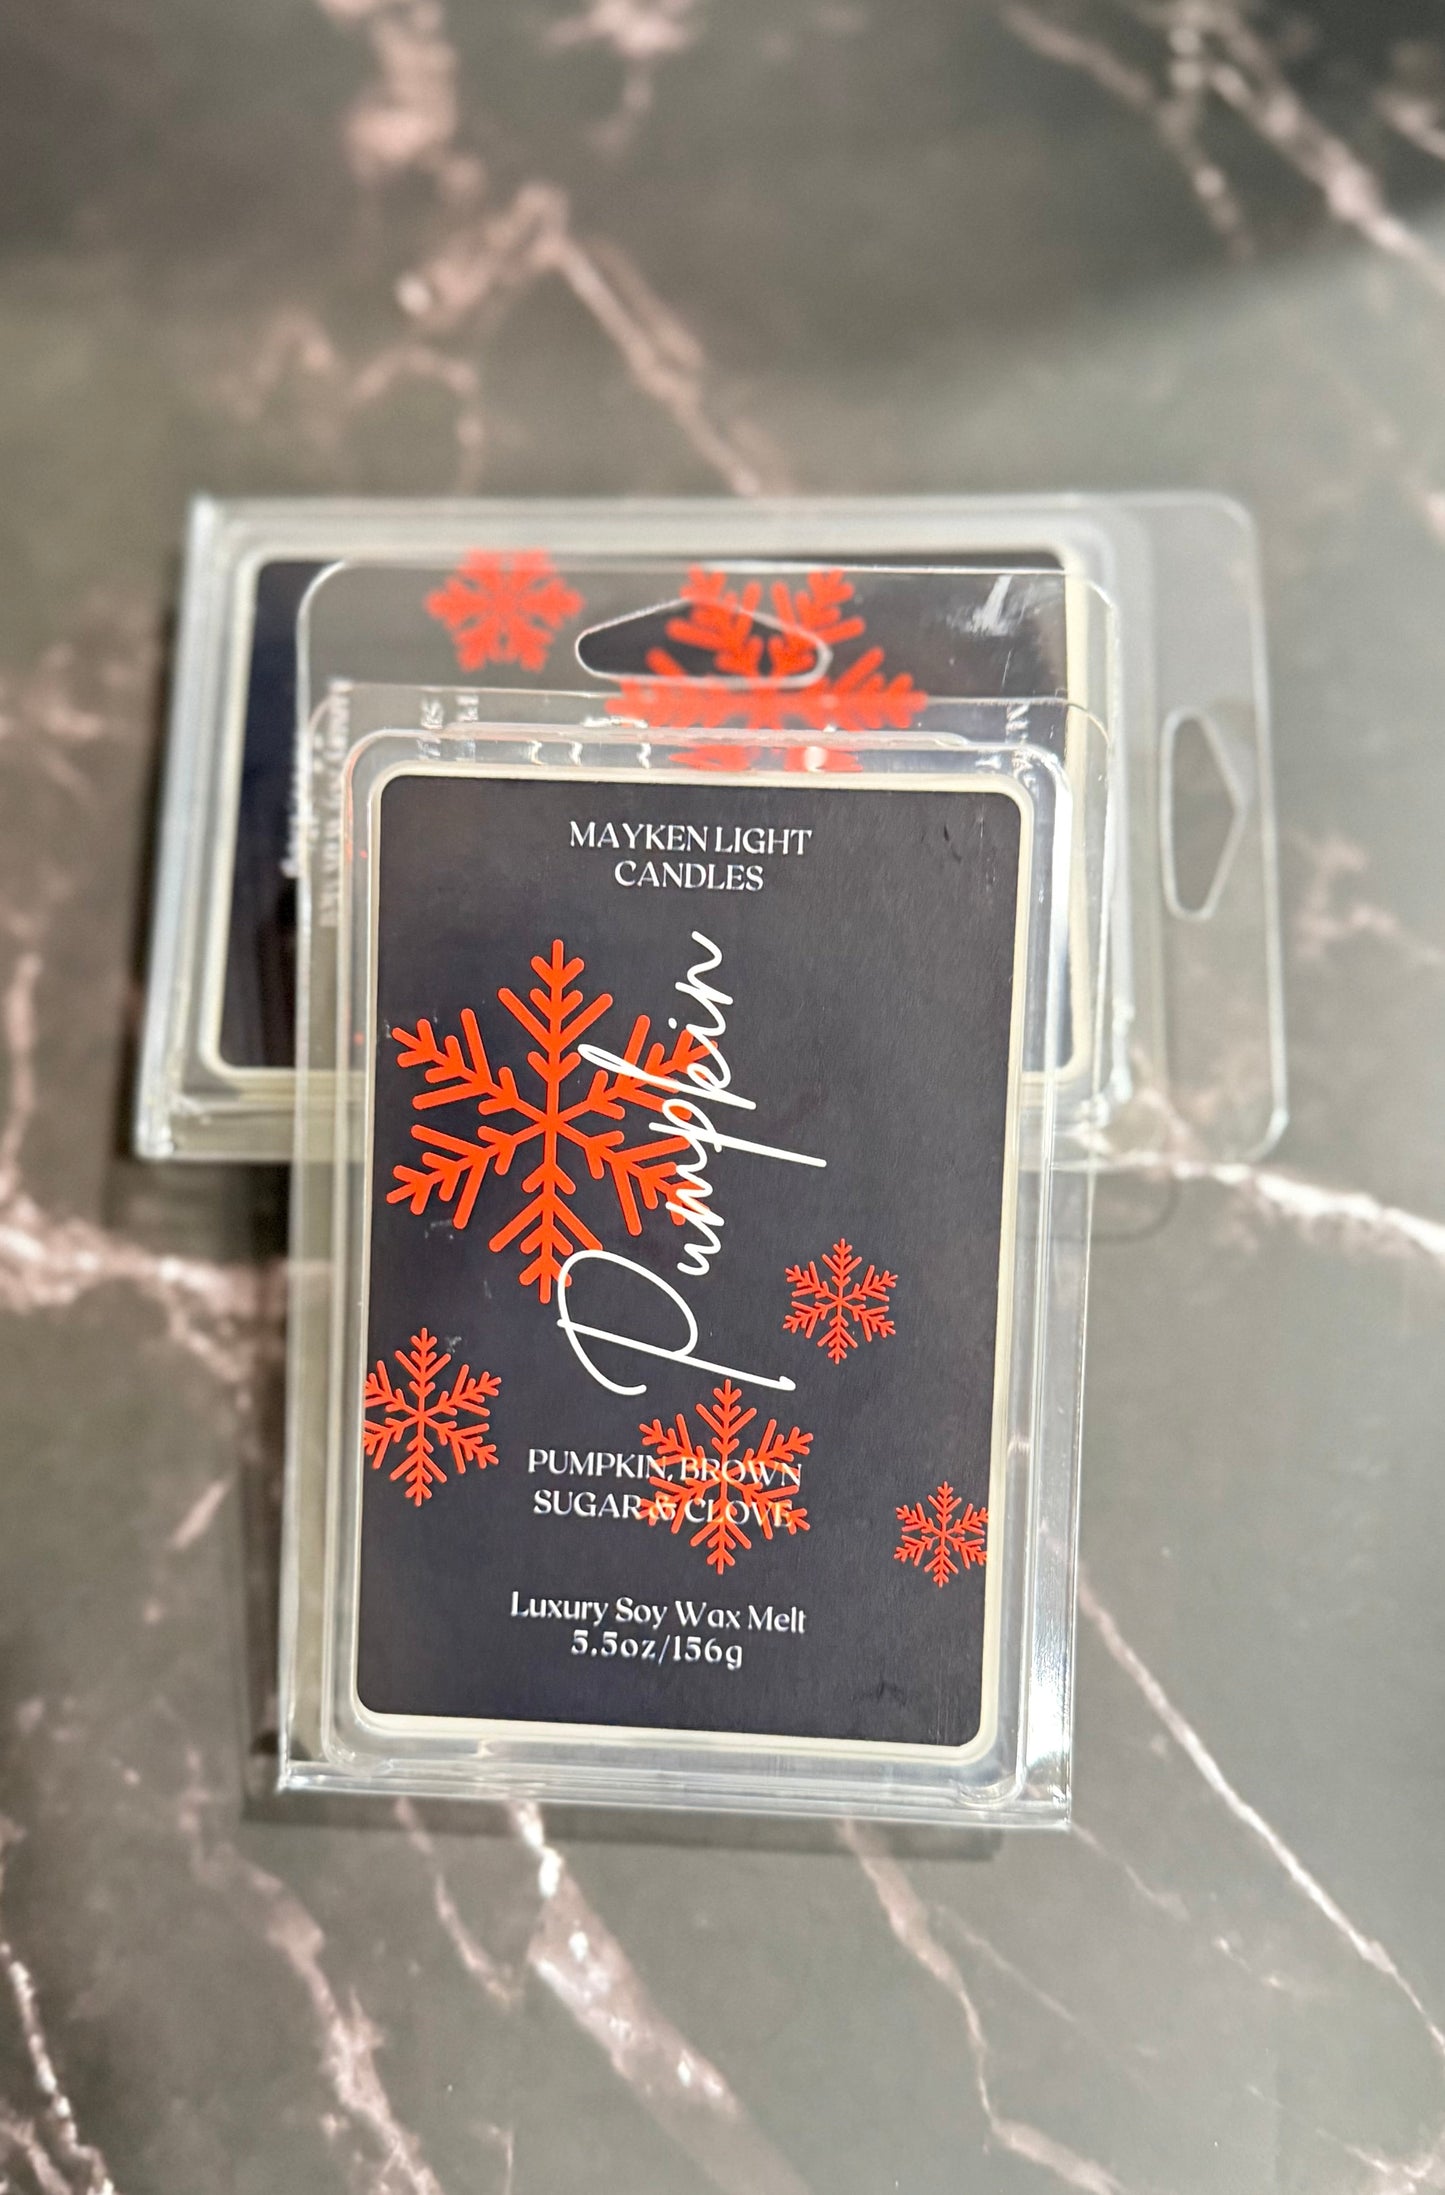 MAYKEN LIGHT
CANDLES
Pumpkin
PUMPKIN, BROWN
SUGAR & CLOVE
Luxury Soy Wax Melt
5.5oz/156g